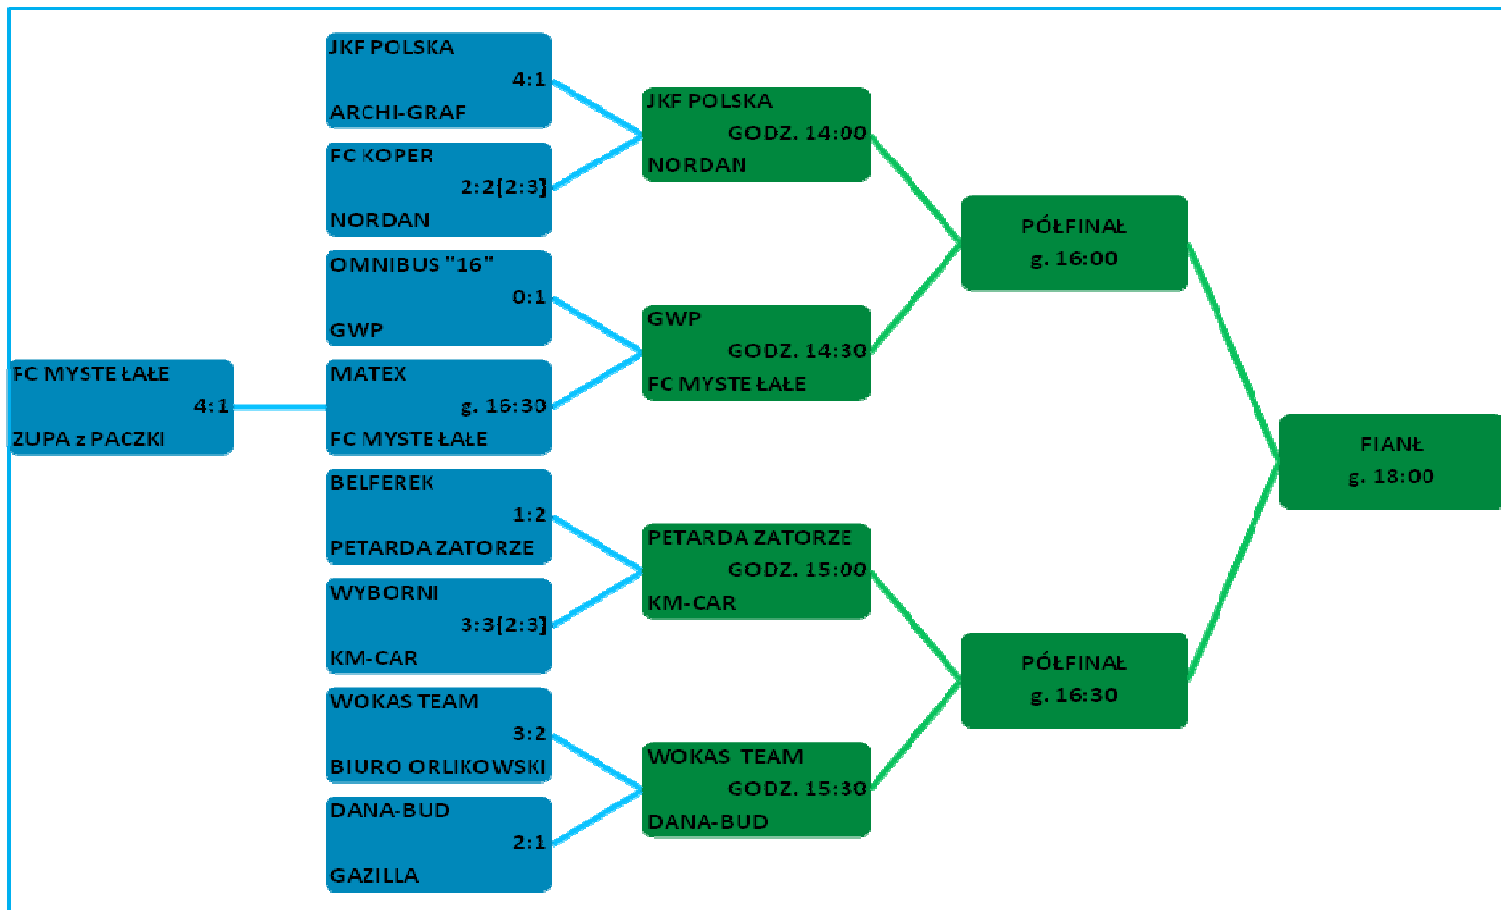 FC MYSTE ŁAŁE
4:1
ZUPA z PACZKI
JKF POLSKA
4:1
ARCHI-GRAF
FC KOPER
2:2[2:3]
NORDAN
OMNIBUS "16"
0:1
GWP
MATEX
g. 16:30
FC MYSTE ŁAŁE
BELFEREK
1:2
PETARDA ZATORZE
WYBORNI
3:3[2:3]
KM-CAR
WOKAS TEAM
3:2
BIURO ORLIKOWSKI
DANA-BUD
2:1
GAZILLA
JKF POLSKA
GODZ. 14:00
NORDAN
GWP
GODZ. 14:30
FC MYSTE ŁAŁE
PETARDA ZATORZE
GODZ. 15:00
KM-CAR
WOKAS TEAM
GODZ. 15:30
DANA-BUD
PÓŁFINAŁ
g. 16:00
PÓŁFINAŁ
g. 16:30
FIANŁ
g. 18:00